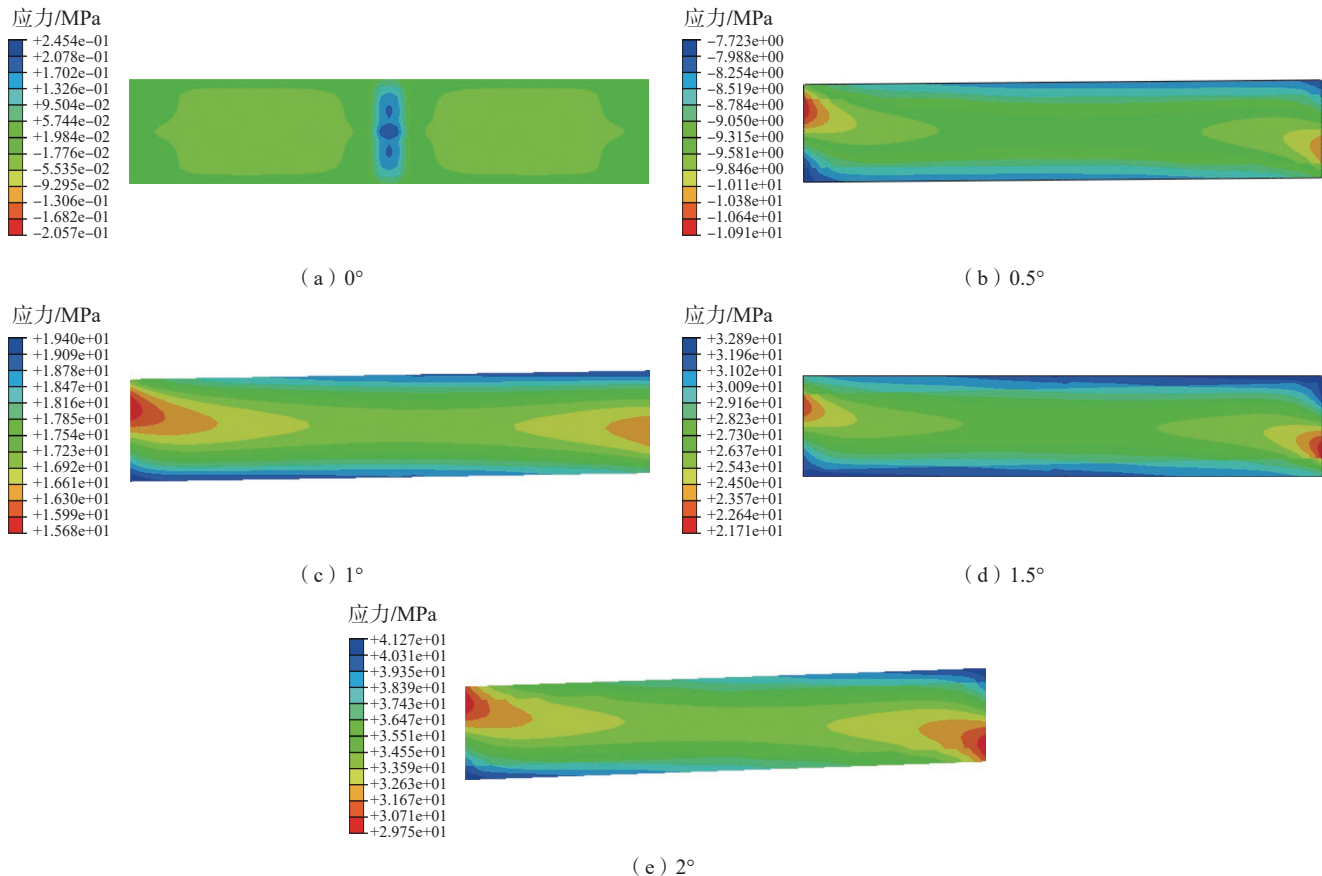 应力/MPa
+2.454e−01
+2.078e−01
+1.702e−01
+1.326e−01
+9.504e−02
+5.744e−02
+1.984e−02
−1.776e−02
−5.535e−02
−9.295e−02
−1.306e−01
−1.682e−01
−2.057e−01
（a）0°
应力/MPa
−7.723e+00
−7.988e+00
−8.254e+00
−8.519e+00
−8.784e+00
−9.050e+00
−9.315e+00
−9.581e+00
−9.846e+00
−1.011e+01
−1.038e+01
−1.064e+01
−1.091e+01
（b）0.5°
应力/MPa
+1.940e+01
+1.909e+01
+1.878e+01
+1.847e+01
+1.816e+01
+1.785e+01
+1.754e+01
+1.723e+01
+1.692e+01
+1.661e+01
+1.630e+01
+1.599e+01
+1.568e+01
（c）1°
应力/MPa
+3.289e+01
+3.196e+01
+3.102e+01
+3.009e+01
+2.916e+01
+2.823e+01
+2.730e+01
+2.637e+01
+2.543e+01
+2.450e+01
+2.357e+01
+2.264e+01
+2.171e+01
（d）1.5°
应力/MPa
+4.127e+01
+4.031e+01
+3.935e+01
+3.839e+01
+3.743e+01
+3.647e+01
+3.551e+01
+3.455e+01
+3.359e+01
+3.263e+01
+3.167e+01
+3.071e+01
+2.975e+01
（e）2°